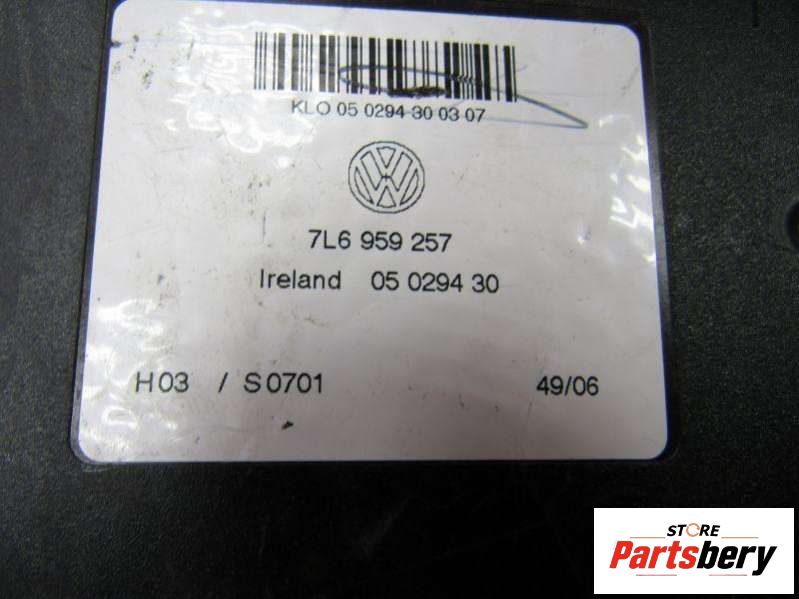 KLO 05 0294 30 03 07
7L6 959 257
Ireland 05 0294 30
H03 / S0701 49/06
STORE
Partsbery